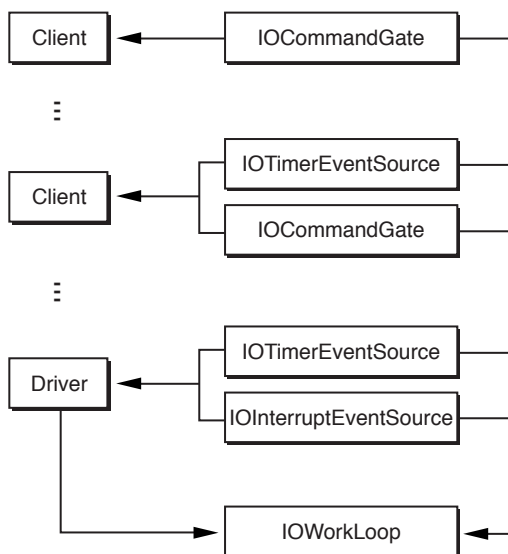 Client
IOCommandGate
IOTimerEventSource
Client
IOCommandGate
IOTimerEventSource
Driver
IOInterruptEventSource
IOWorkLoop